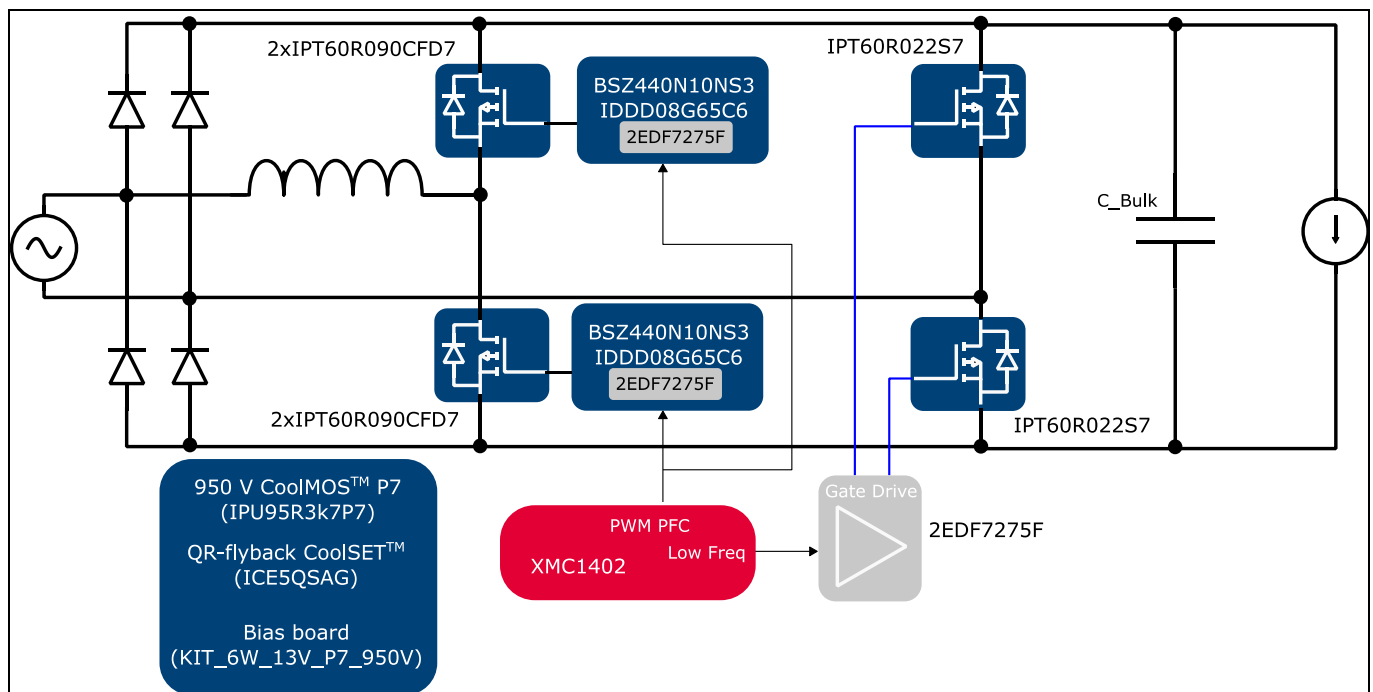 2xIPT60R090CFD7
IPT60R022S7
BSZ440N10NS3
IDDD08G65C6
2EDF7275F
C_Bulk
BSZ440N10NS3
IDDD08G65C6
2EDF7275F
2xIPT60R090CFD7
IPT60R022S7
950 V CoolMOS™ P7
(IPU95R3k7P7)
QR-flyback CoolSET™
(ICE5QSAG)
Bias board
(KIT_6W_13V_P7_950V)
PWM PFC
Low Freq
XMC1402
Gate Drive
2EDF7275F